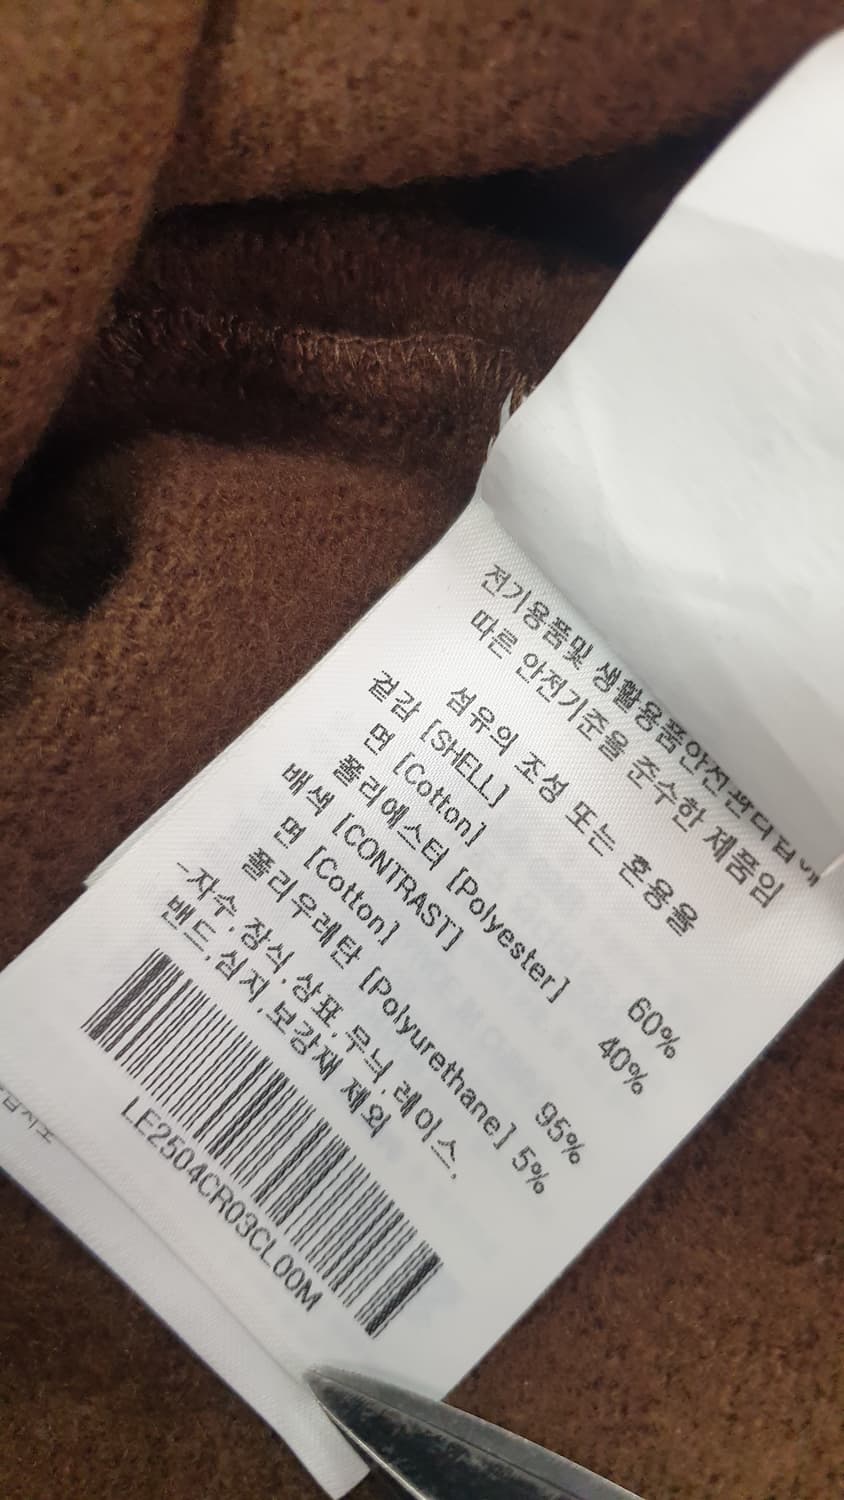 전기용품및 생활용품안전관리법에
따른 안전기준을 준수한 제품임
섬유의 조성 또는 혼용율
겉감 [SHELL]
면 [Cotton] 60%
폴리에스터 [Polyester] 40%
배색 [CONTRAST]
면 [Cotton] 95%
폴리우레탄 [Polyurethane] 5%
-자수,장식,상표,무늬,레이스,
밴드,심지,보강재 제외
LE2504CR03CL00M